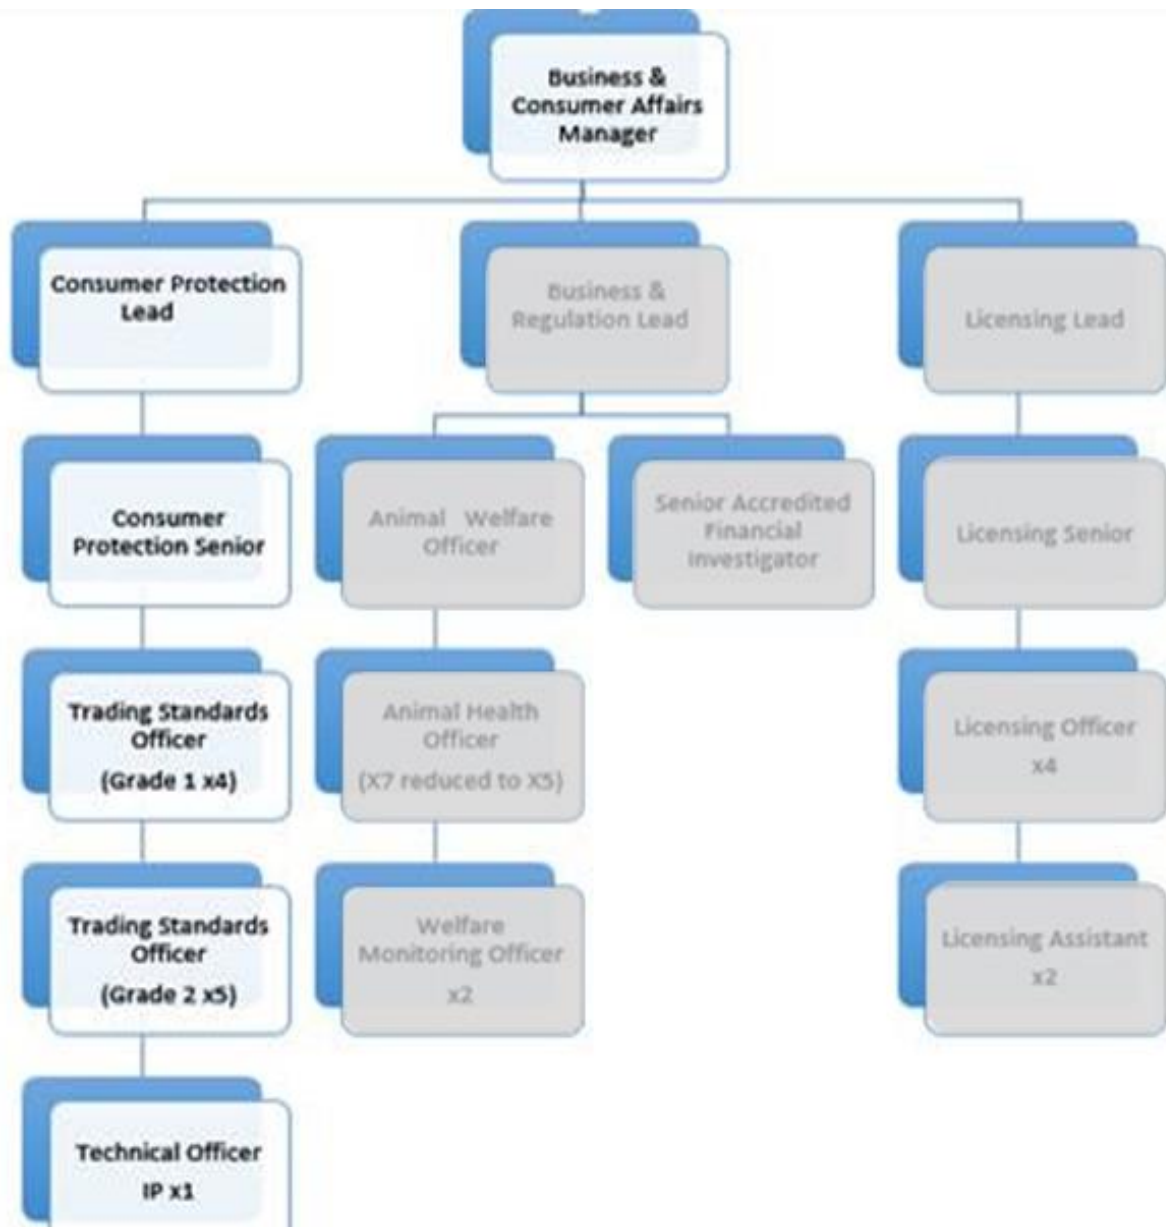 Business &
Consumer Affairs
Manager
Consumer Protection
Lead
Business &
Regulation Lead
Licensing Lead
Consumer
Protection Senior
Animal Welfare
Officer
Senior Accredited
Financial
Investigator
Licensing Senior
Trading Standards
Officer
(Grade 1 x4)
Animal Health
Officer
(X7 reduced to X5)
Licensing Officer
x4
Trading Standards
Officer
(Grade 2 x5)
Welfare
Monitoring Officer
x2
Licensing Assistant
x2
Technical Officer
IP x1